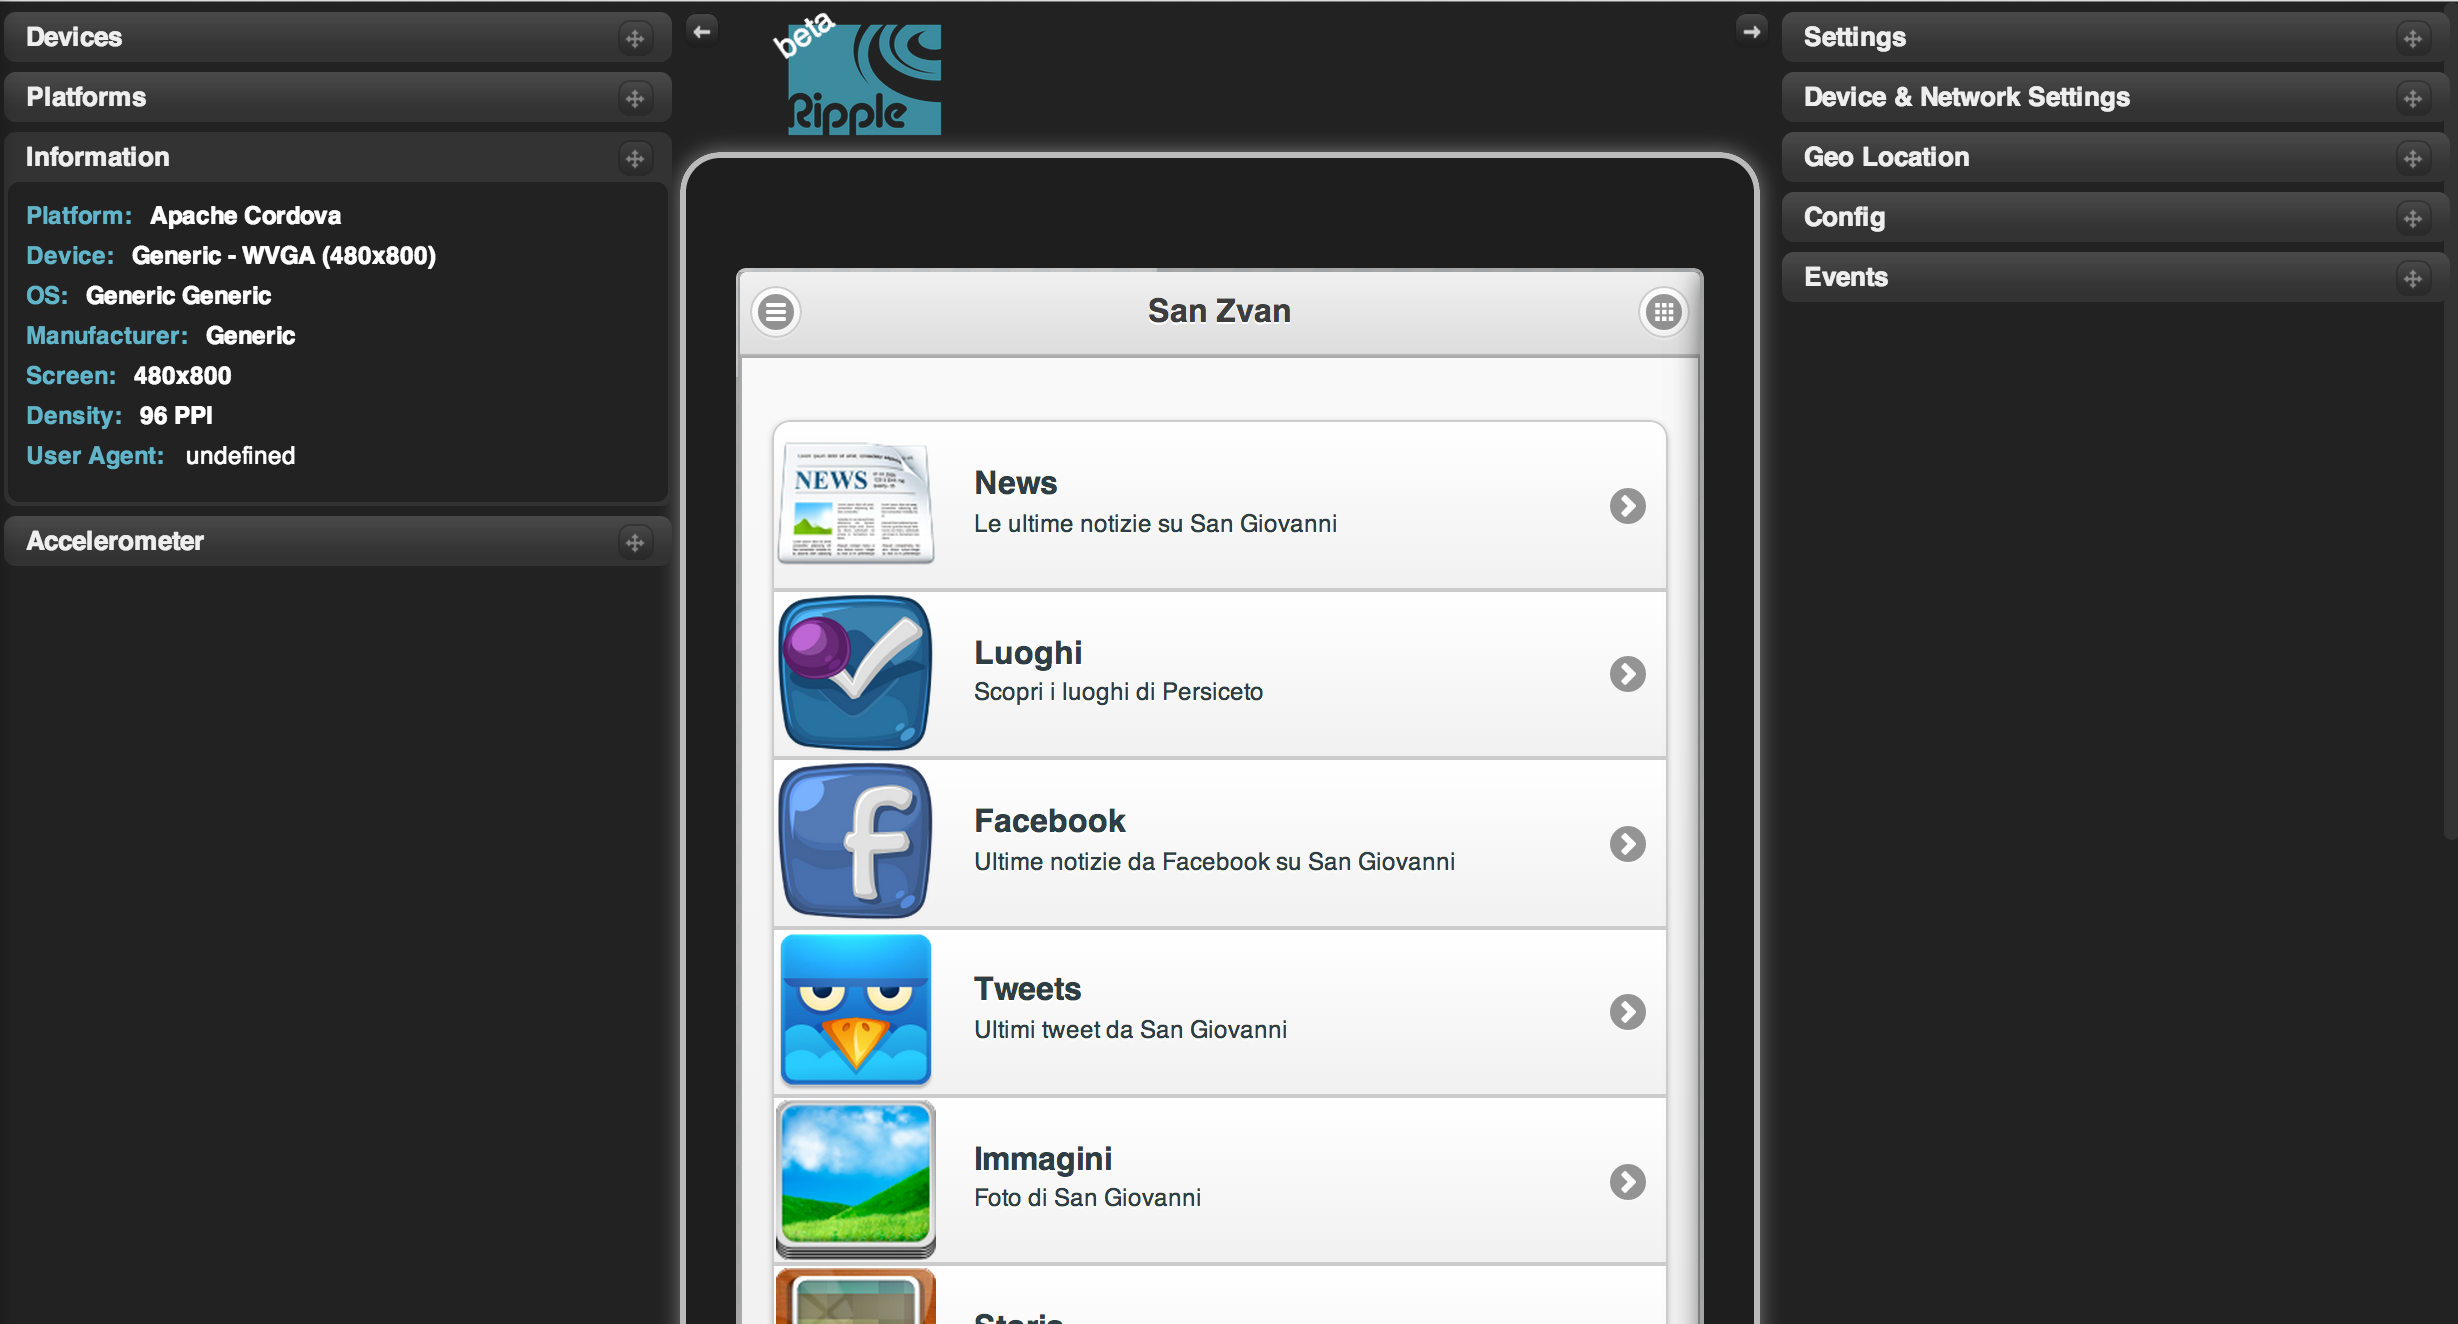 Devices
Platforms
Information
Platform: Apache Cordova
Device: Generic - WVGA (480x800)
OS: Generic Generic
Manufacturer: Generic
Screen: 480x800
Density: 96 PPI
User Agent: undefined
Accelerometer
beta
Ripple
San Zvan
NEWS
News
Le ultime notizie su San Giovanni
Luoghi
Scopri i luoghi di Persiceto
Facebook
Ultime notizie da Facebook su San Giovanni
Tweets
Ultimi tweet da San Giovanni
Immagini
Foto di San Giovanni
Storia
Settings
Device & Network Settings
Geo Location
Config
Events